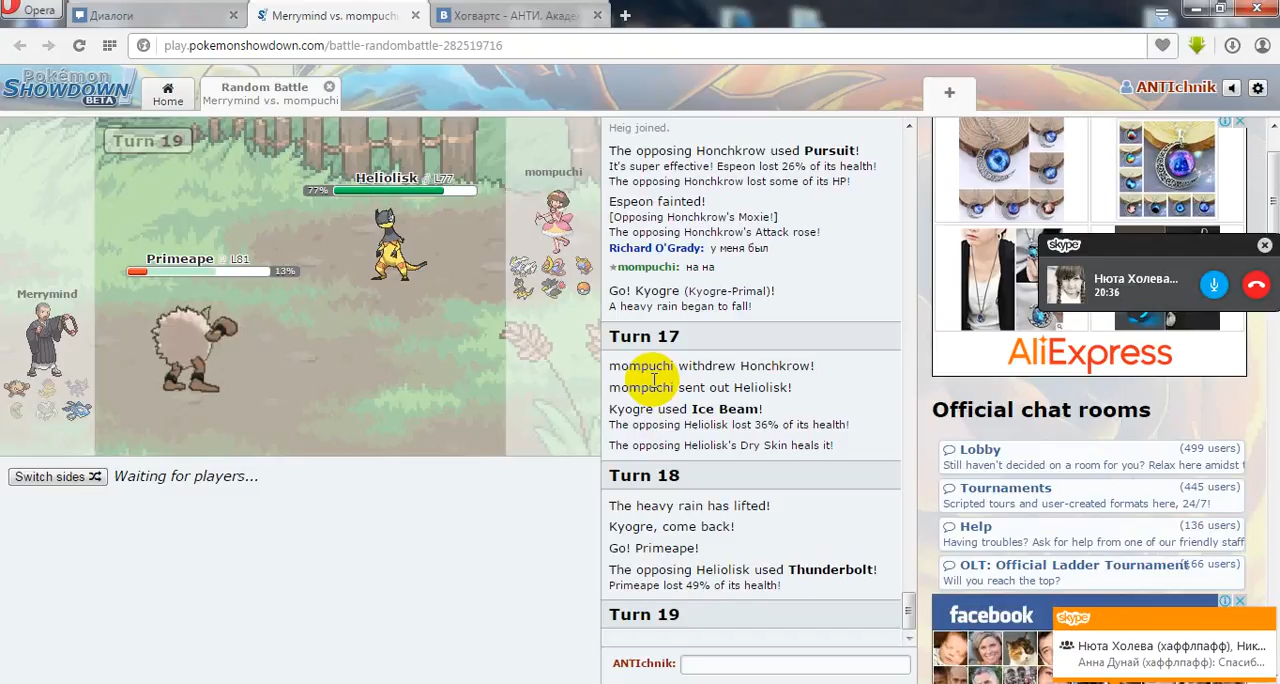 Opera
Диалоги
Merrymind vs. mompuch
Хогвартс - АНТИ. Акаде
play.pokemonshowdown.com/battle-randombattle-282519716
Pokémon
SHOWDOWN
BETA
Home
Random Battle
Merrymind vs. mompuchi
ANTIchnik
Turn 19
Heliolisk L77
77%
mompuchi
Primeape L81
13%
Merrymind
Switch sides
Waiting for players...
Heig joined.
The opposing Honchkrow used Pursuit!
It's super effective! Espeon lost 26% of its health!
The opposing Honchkrow lost some of its HP!
Espeon fainted!
[Opposing Honchkrow's Moxie!]
The opposing Honchkrow's Attack rose!
Richard O'Grady: у меня был
★mompuchi: на на
Go! Kyogre (Kyogre-Primal)!
A heavy rain began to fall!
Turn 17
mompuchi withdrew Honchkrow!
mompuchi sent out Heliolisk!
Kyogre used Ice Beam!
The opposing Heliolisk lost 36% of its health!
The opposing Heliolisk's Dry Skin heals it!
Turn 18
The heavy rain has lifted!
Kyogre, come back!
Go! Primeape!
The opposing Heliolisk used Thunderbolt!
Primeape lost 49% of its health!
Turn 19
ANTIchnik:
skype
Нюта Холева...
20:36
AliExpress
Official chat rooms
Lobby (499 users)
Still haven't decided on a room for you? Relax here amidst t
Tournaments (445 users)
Scripted tours and user-created formats here, 24/7!
Help (136 users)
Having troubles? Ask for help from one of our friendly staff
OLT: Official Ladder Tournament (166 users)
Will you reach the top?
facebook
skype
Нюта Холева (хаффлпафф), Ник...
Анна Дунай (хаффлпафф): Спасиб...